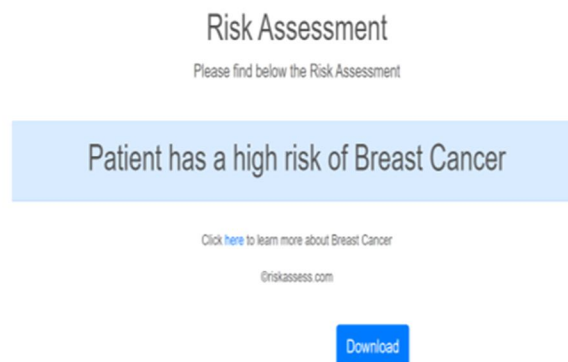 Risk Assessment
Please find below the Risk Assessment
Patient has a high risk of Breast Cancer
Click here to learn more about Breast Cancer
©riskassess.com
Download